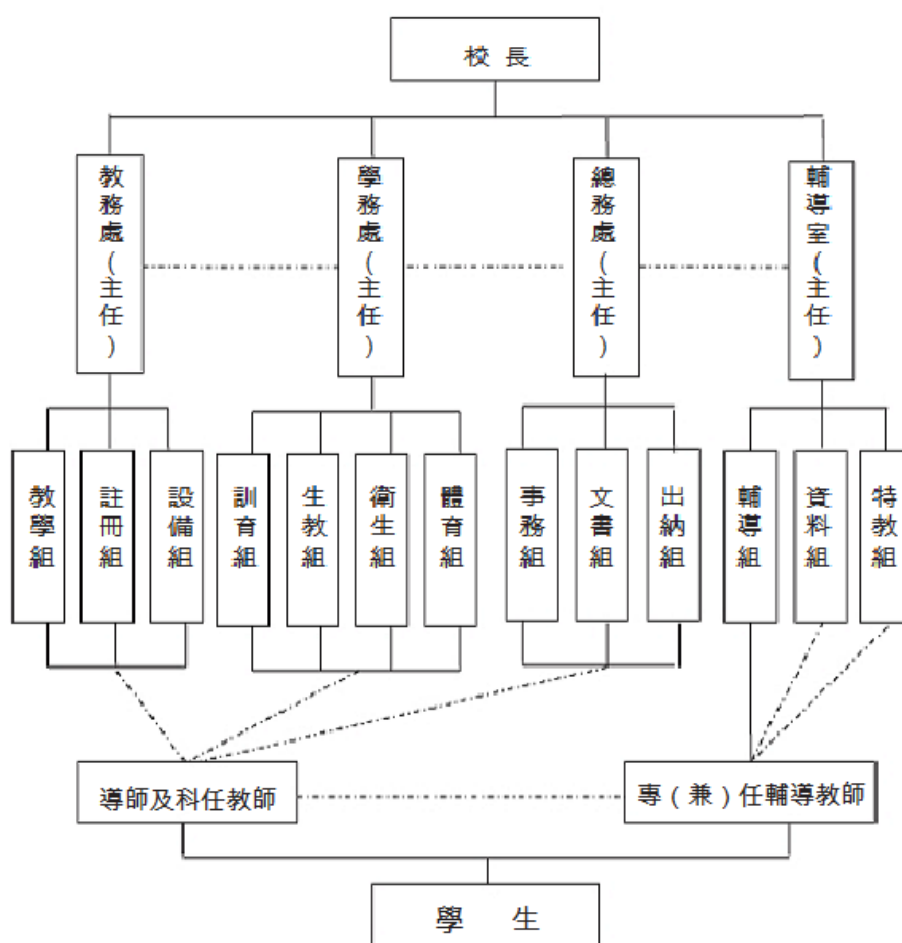 校 長
教務處(主任)
學務處(主任)
總務處(主任)
輔導室(主任)
教學組
註冊組
設備組
訓育組
生教組
衛生組
體育組
事務組
文書組
出納組
輔導組
資料組
特教組
導師及科任教師
專(兼)任輔導教師
學 生